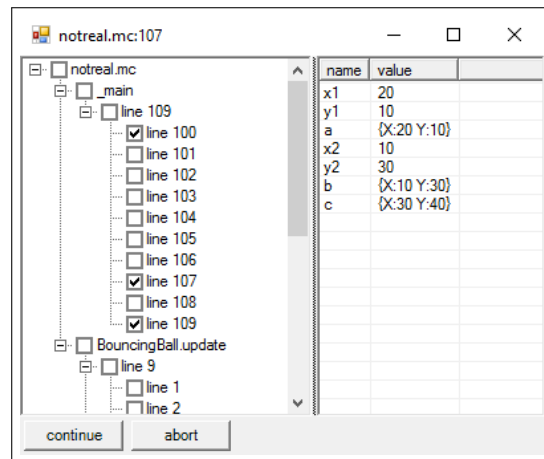 notreal.mc:107
notreal.mc
_main
line 109
line 100
line 101
line 102
line 103
line 104
line 105
line 106
line 107
line 108
line 109
BouncingBall.update
line 9
line 1
line 2
name value
x1 20
y1 10
a {X:20 Y:10}
x2 10
y2 30
b {X:10 Y:30}
c {X:30 Y:40}
continue abort